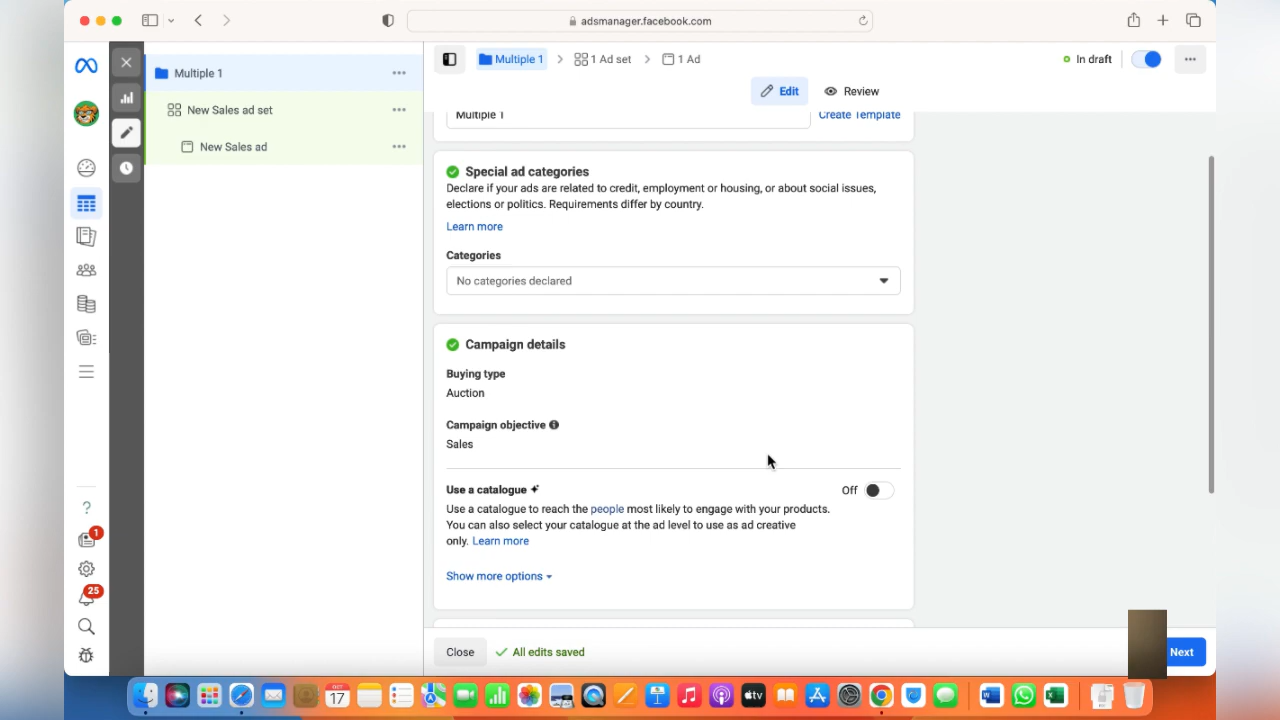 adsmanager.facebook.com
Multiple 1
New Sales ad set
New Sales ad
Multiple 1 > 1 Ad set > 1 Ad
In draft
Edit
Review
Multiple 1
Create Template
Special ad categories
Declare if your ads are related to credit, employment or housing, or about social issues,
elections or politics. Requirements differ by country.
Learn more
Categories
No categories declared
Campaign details
Buying type
Auction
Campaign objective
Sales
Use a catalogue
Off
Use a catalogue to reach the people most likely to engage with your products.
You can also select your catalogue at the ad level to use as ad creative
only. Learn more
Show more options
1
25
Close
All edits saved
Next
OCT
17
tv
W
X